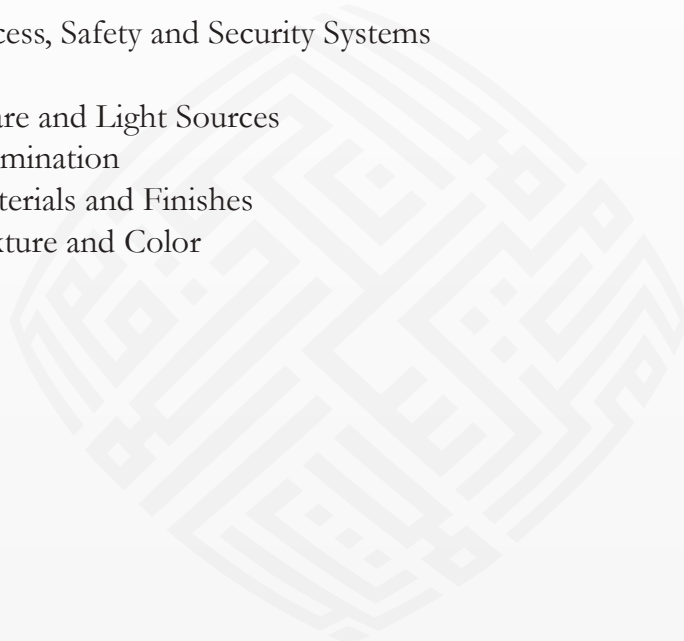 cess, Safety and Security Systems
are and Light Sources
mination
terials and Finishes
xture and Color